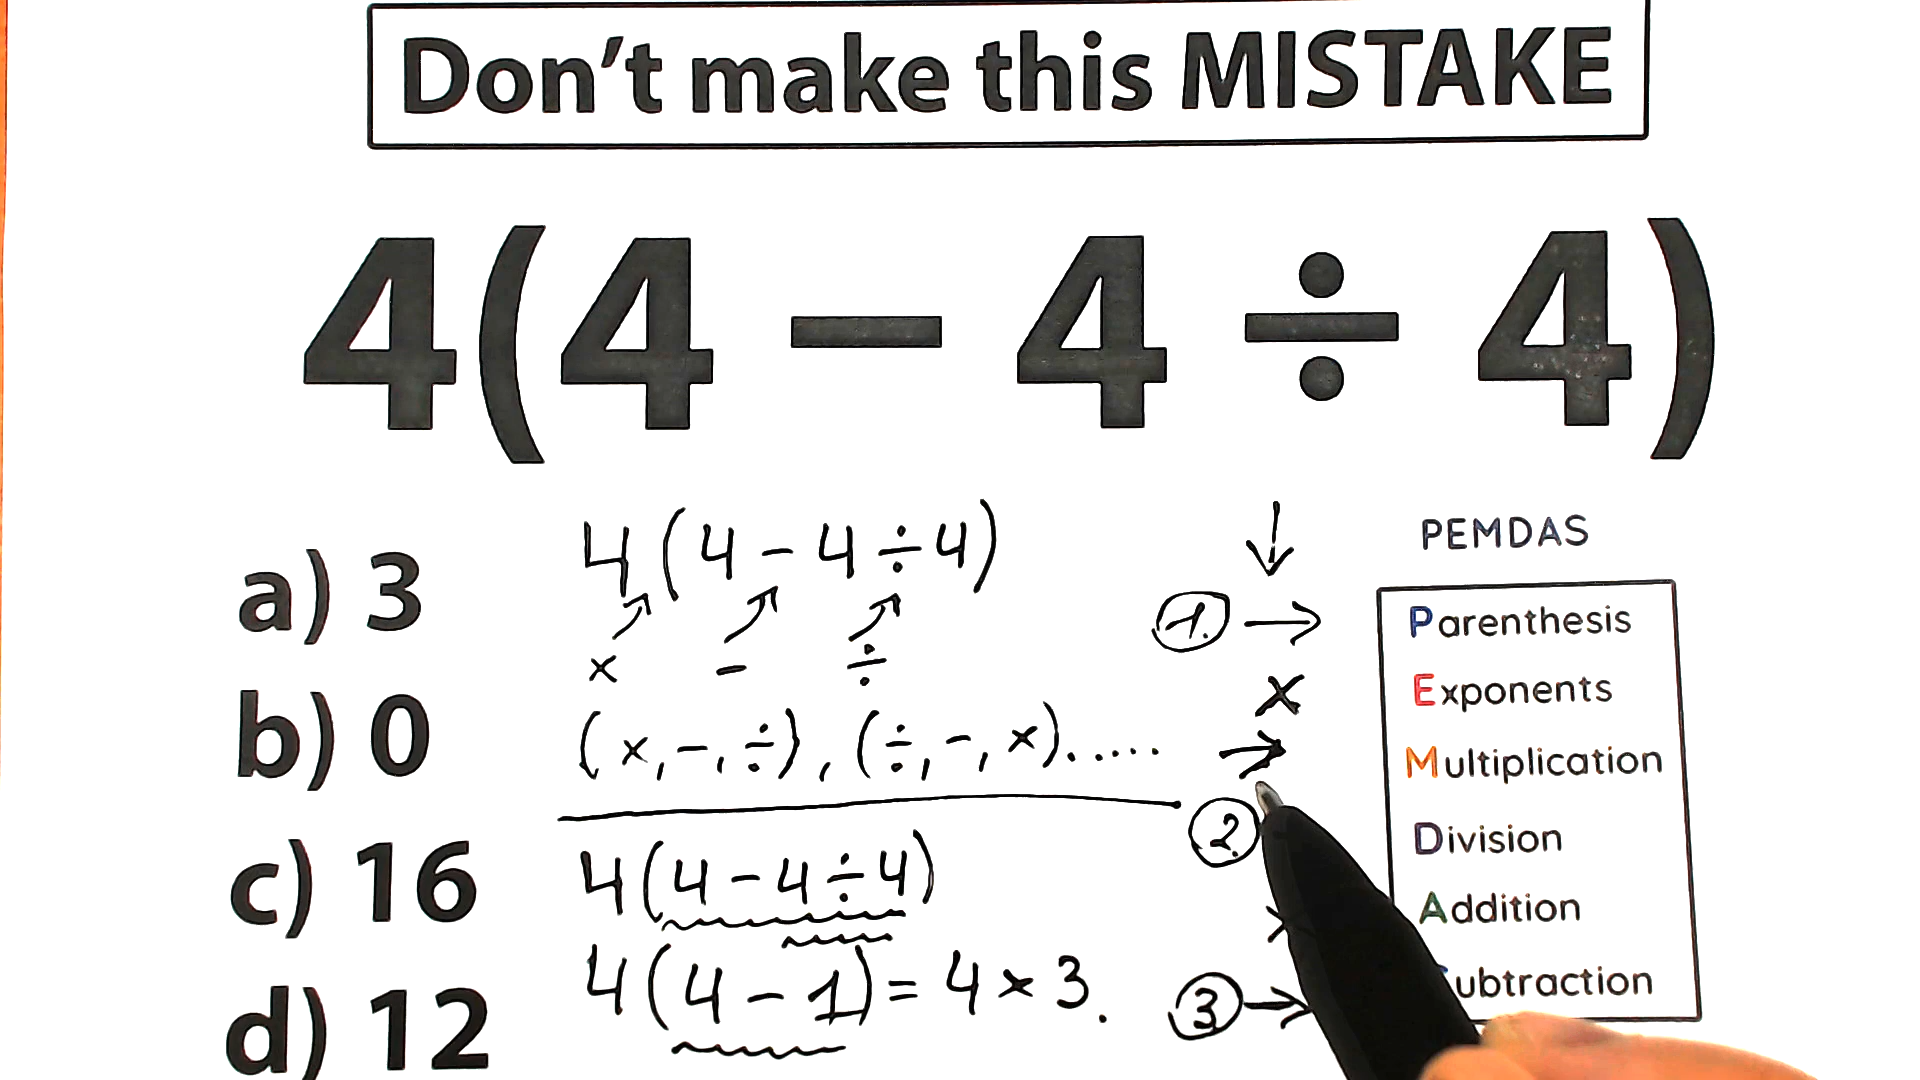 Don't make this MISTAKE
4(4 − 4 ÷ 4)
a) 3
b) 0
c) 16
d) 12
4(4 − 4 ÷ 4)
× − ÷
(×, −, ÷), (÷, −, ×).....
4(4 − 4 ÷ 4)
4(4 − 1) = 4 × 3.
1. →
×
→
2.
3 →
PEMDAS
Parenthesis
Exponents
Multiplication
Division
Addition
Subtraction